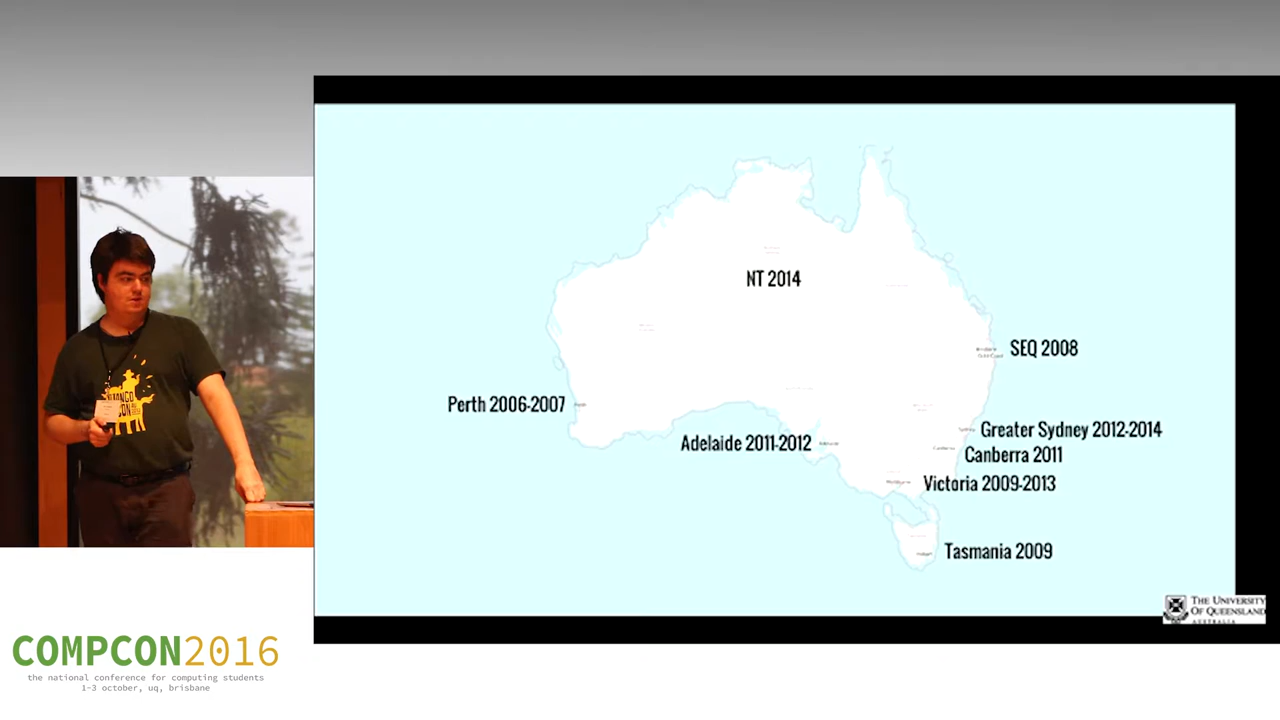 NT 2014
SEQ 2008
Perth 2006-2007
Greater Sydney 2012-2014
Adelaide 2011-2012
Canberra 2011
Victoria 2009-2013
Tasmania 2009
THE UNIVERSITY
OF QUEENSLAND
AUSTRALIA
COMPCON2016
the national conference for computing students
1-3 october, uq, brisbane